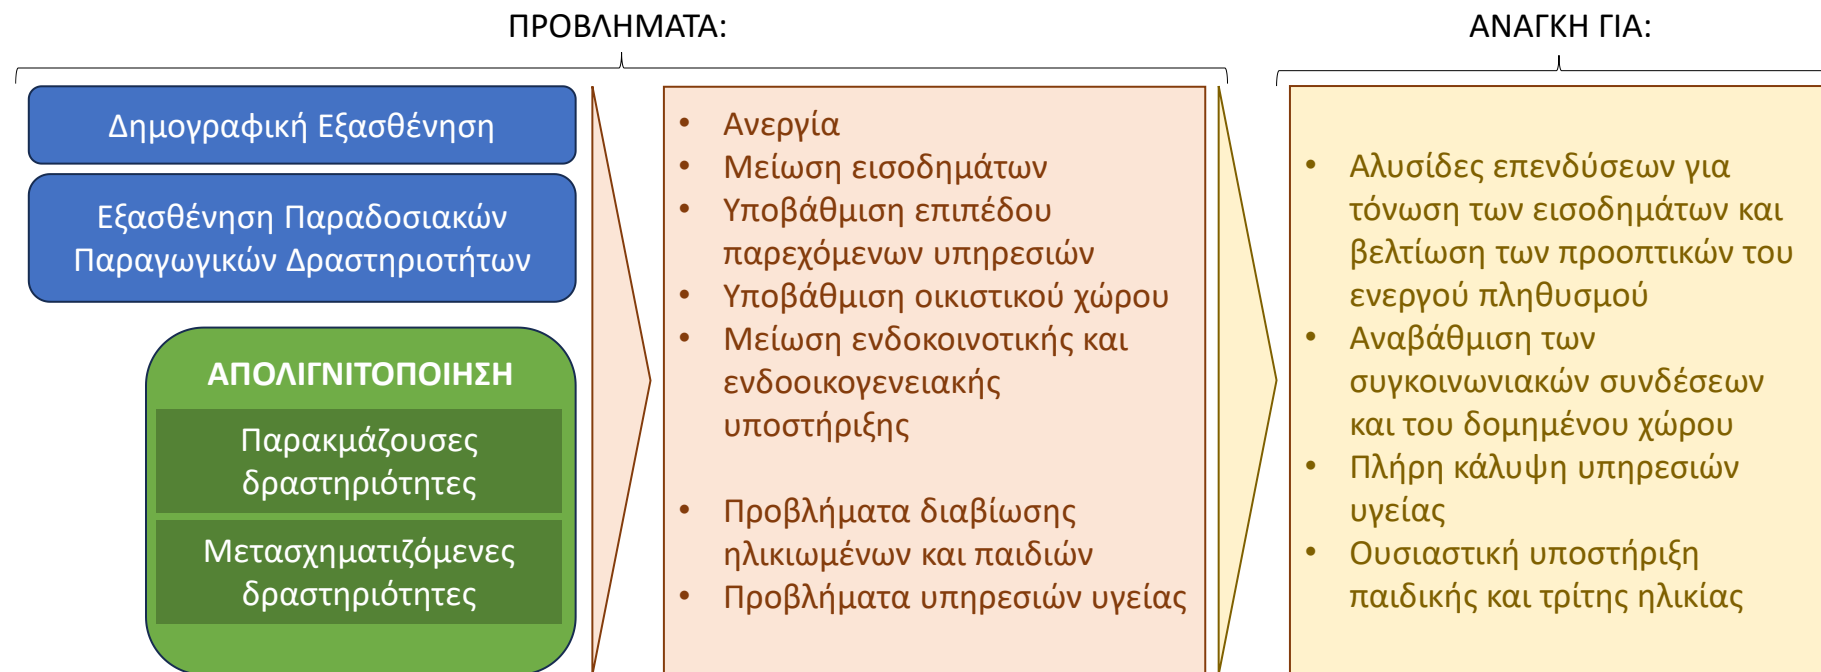 ΠΡΟΒΛΗΜΑΤΑ:
Δημογραφική Εξασθένηση
Εξασθένηση Παραδοσιακών
Παραγωγικών Δραστηριοτήτων
ΑΠΟΛΙΓΝΙΤΟΠΟΙΗΣΗ
Παρακμάζουσες
δραστηριότητες
Μετασχηματιζόμενες
δραστηριότητες
• Ανεργία
• Μείωση εισοδημάτων
• Υποβάθμιση επιπέδου
παρεχόμενων υπηρεσιών
• Υποβάθμιση οικιστικού χώρου
• Μείωση ενδοκοινοτικής και
ενδοοικογενειακής
υποστήριξης
• Προβλήματα διαβίωσης
ηλικιωμένων και παιδιών
• Προβλήματα υπηρεσιών υγείας
ΑΝΑΓΚΗ ΓΙΑ:
• Αλυσίδες επενδύσεων για
τόνωση των εισοδημάτων και
βελτίωση των προοπτικών του
ενεργού πληθυσμού
• Αναβάθμιση των
συγκοινωνιακών συνδέσεων
και του δομημένου χώρου
• Πλήρη κάλυψη υπηρεσιών
υγείας
• Ουσιαστική υποστήριξη
παιδικής και τρίτης ηλικίας